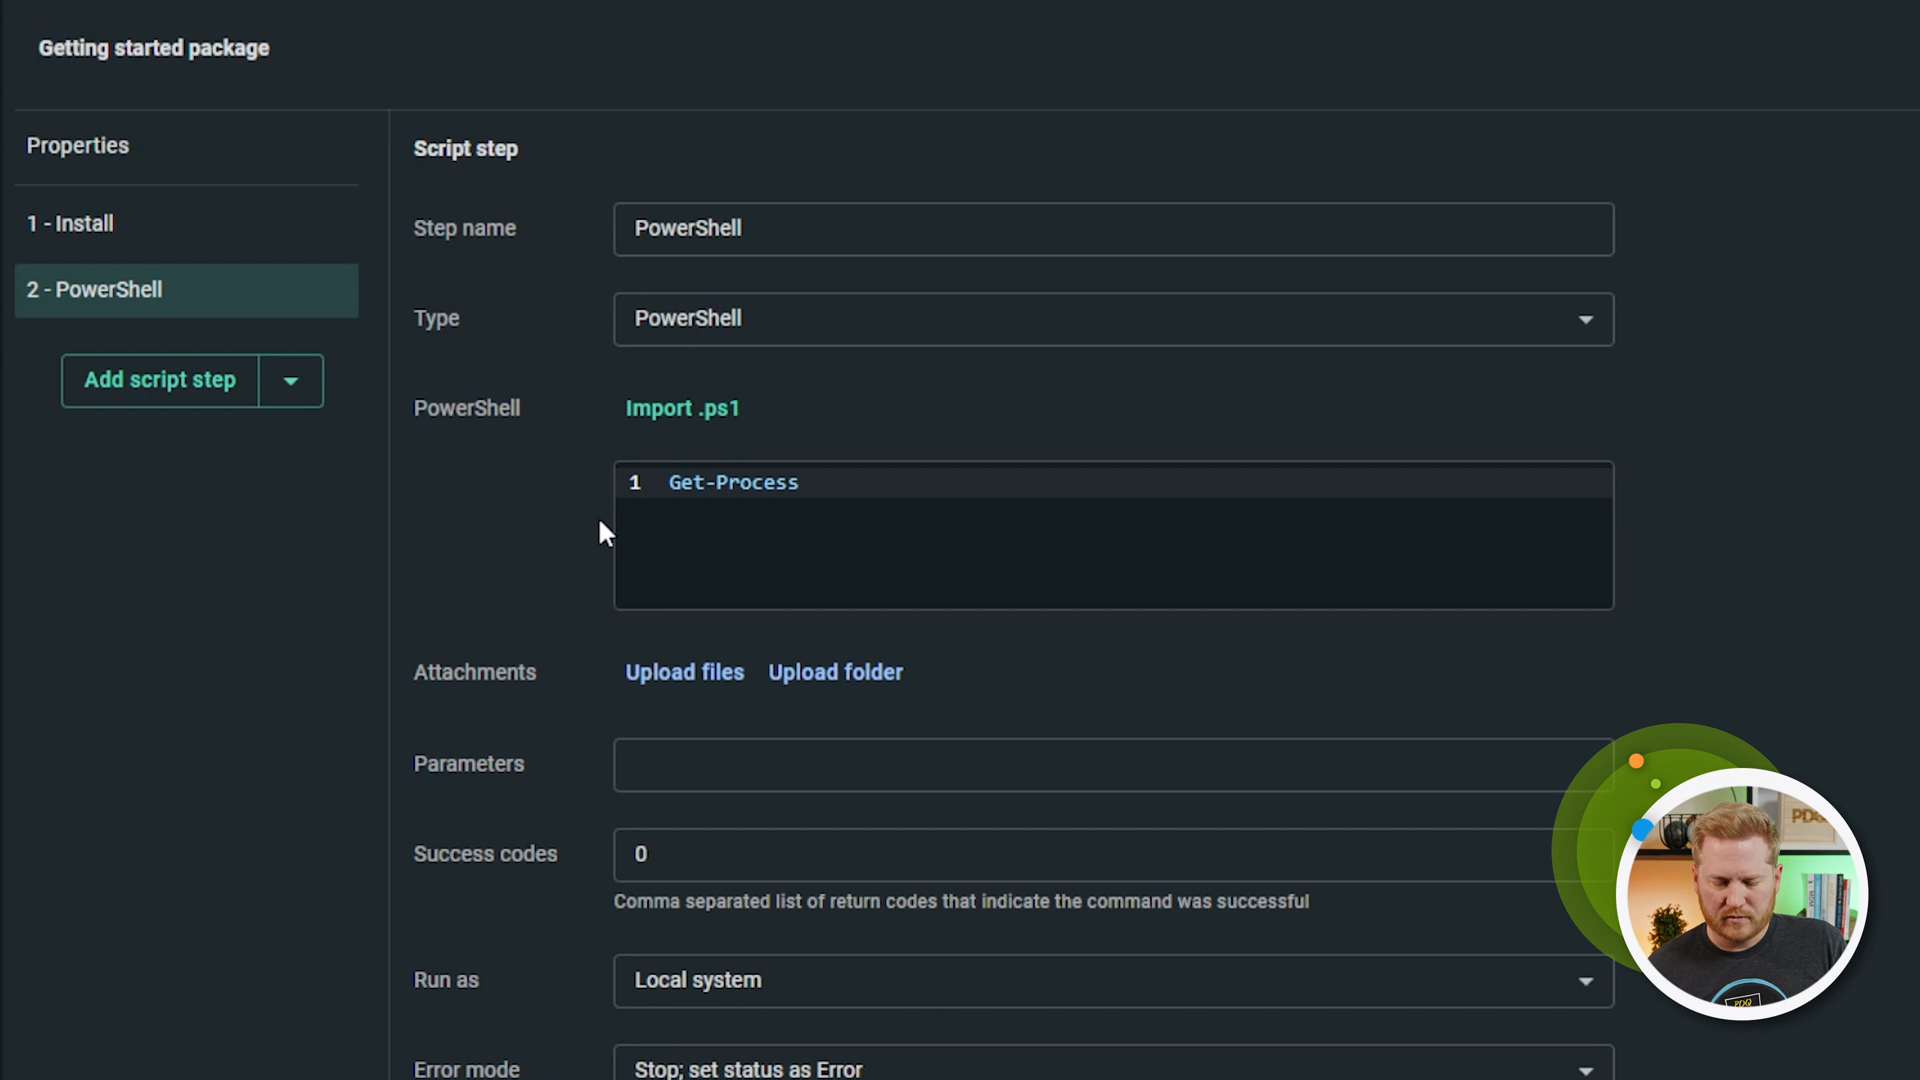 Getting started package
Properties
1 - Install
2 - PowerShell
Add script step
Script step
Step name
PowerShell
Type
PowerShell
PowerShell
Import .ps1
1 Get-Process
Attachments
Upload files Upload folder
Parameters
Success codes
0
Comma separated list of return codes that indicate the command was successful
Run as
Local system
Error mode
Stop; set status as Error
PDQ
PDQ